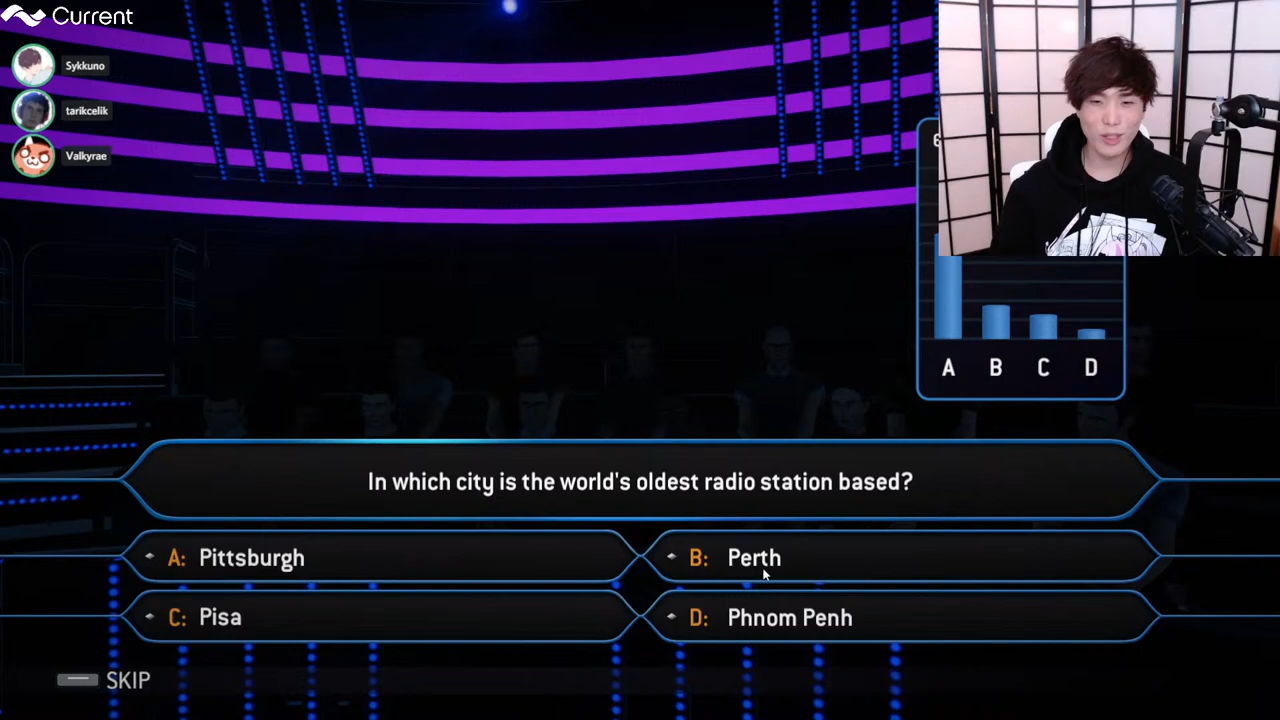 Current
Sykkuno
tarikcelik
Valkyrae
A B C D
In which city is the world's oldest radio station based?
A: Pittsburgh
B: Perth
C: Pisa
D: Phnom Penh
SKIP